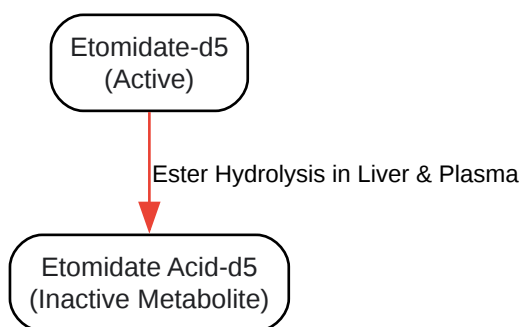 Etomidate-d5
(Active)
Ester Hydrolysis in Liver & Plasma
Etomidate Acid-d5
(Inactive Metabolite)